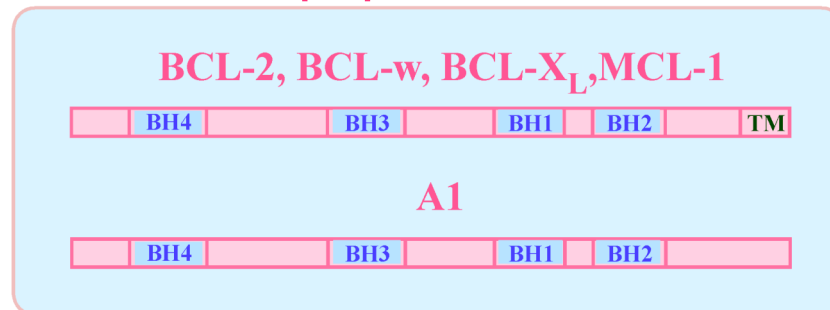 BCL-2, BCL-w, BCL-XL,MCL-1
BH4 BH3 BH1 BH2 TM
A1
BH4 BH3 BH1 BH2